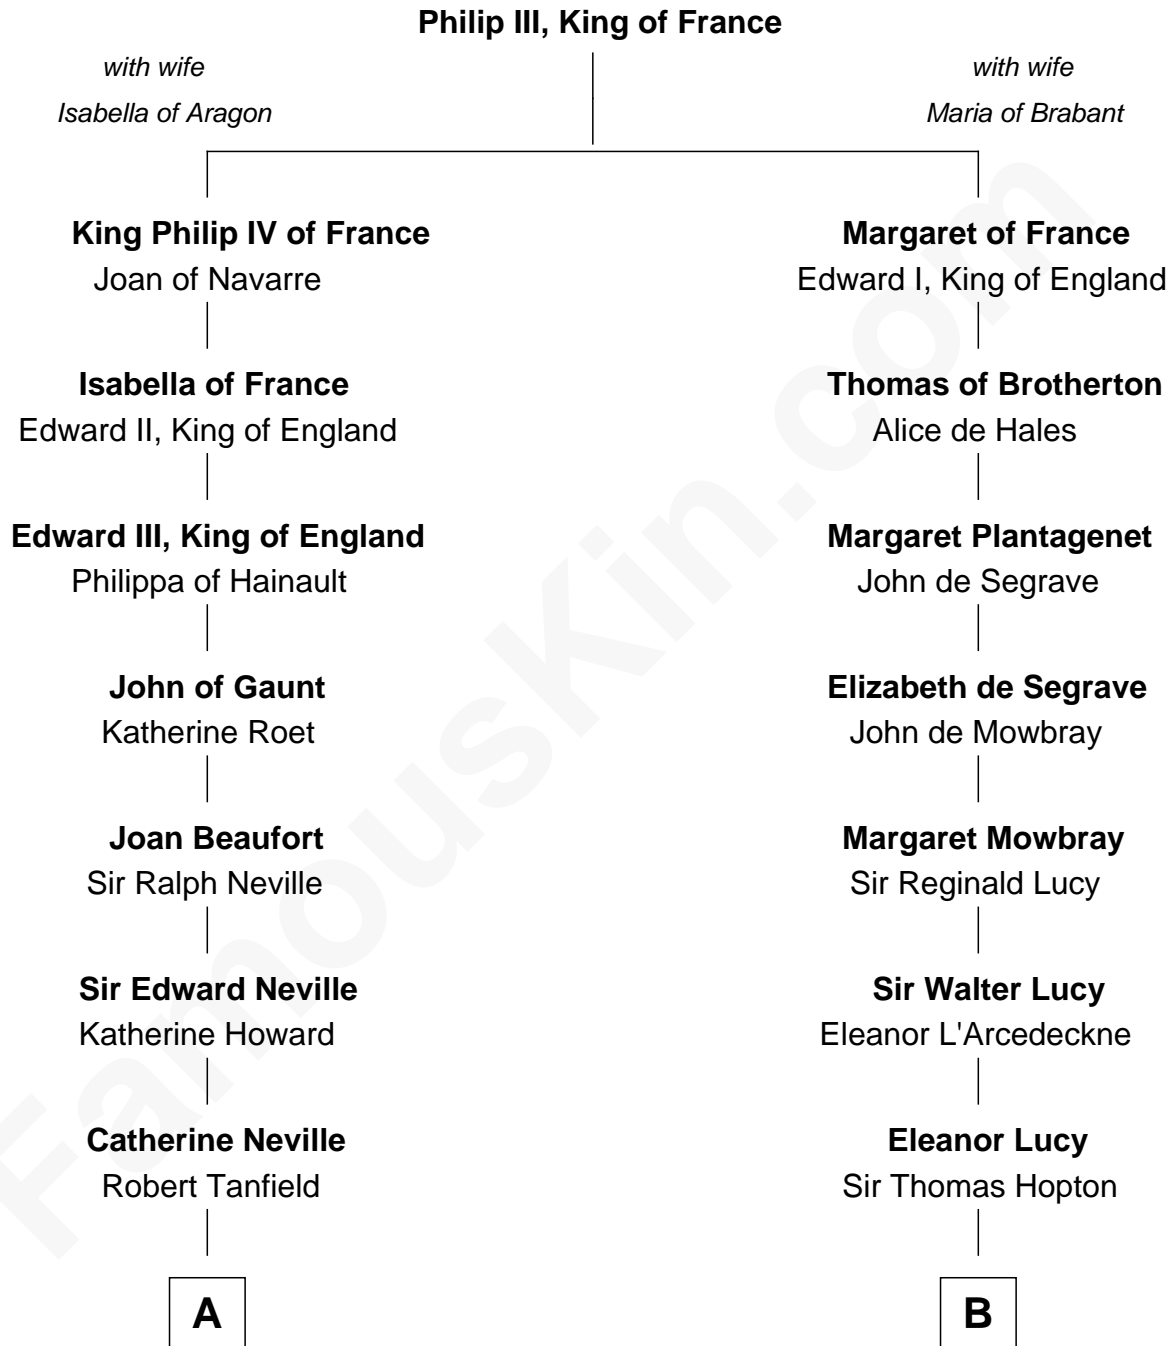 Philip III, King of France
with wife
Isabella of Aragon
with wife
Maria of Brabant
King Philip IV of France
Joan of Navarre
Margaret of France
Edward I, King of England
Isabella of France
Edward II, King of England
Thomas of Brotherton
Alice de Hales
Edward III, King of England
Philippa of Hainault
Margaret Plantagenet
John de Segrave
John of Gaunt
Katherine Roet
Elizabeth de Segrave
John de Mowbray
Joan Beaufort
Sir Ralph Neville
Margaret Mowbray
Sir Reginald Lucy
Sir Edward Neville
Katherine Howard
Sir Walter Lucy
Eleanor L'Arcedeckne
Catherine Neville
Robert Tanfield
Eleanor Lucy
Sir Thomas Hopton
A
B
FamousKin.com